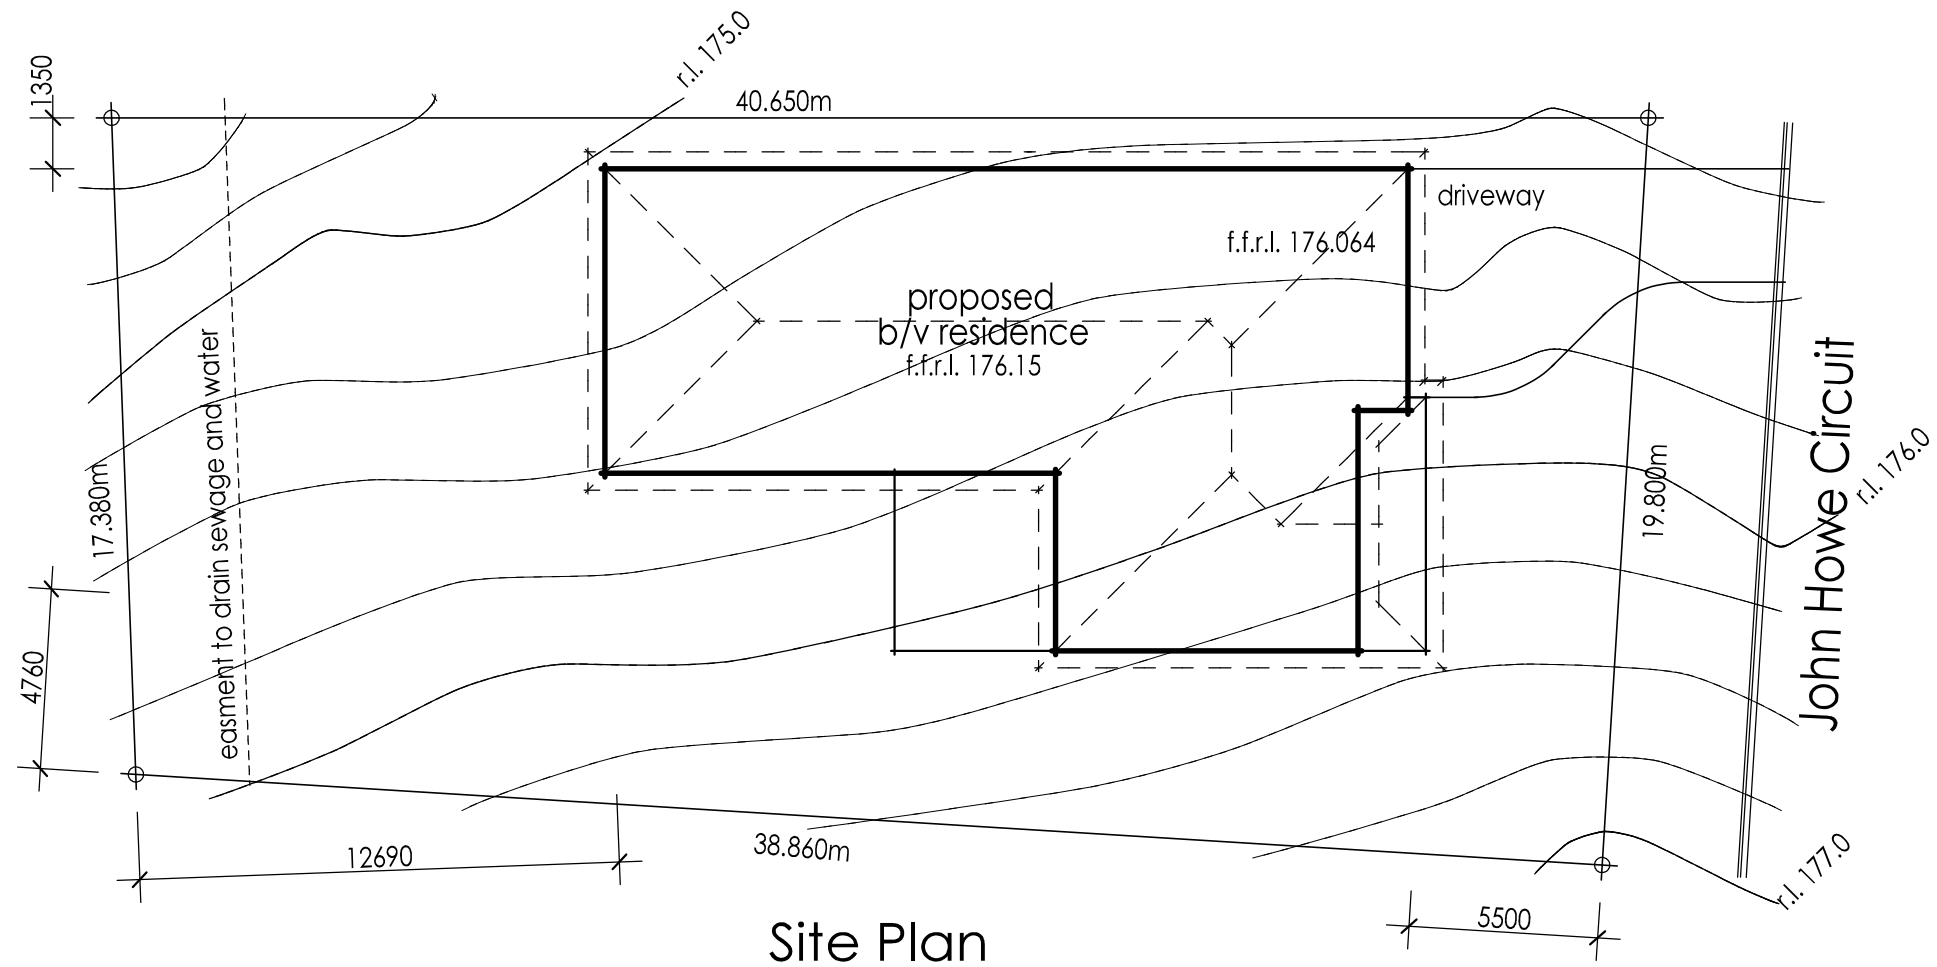 r.l. 175.0
1350
40.650m
driveway
f.f.r.l. 176.064
proposed
b/v residence
f.f.r.l. 176.15
easment to drain sewage and water
17.380m
4760
19.800m
John Howe Circuit
r.l. 176.0
12690
38.860m
r.l. 177.0
5500
Site Plan